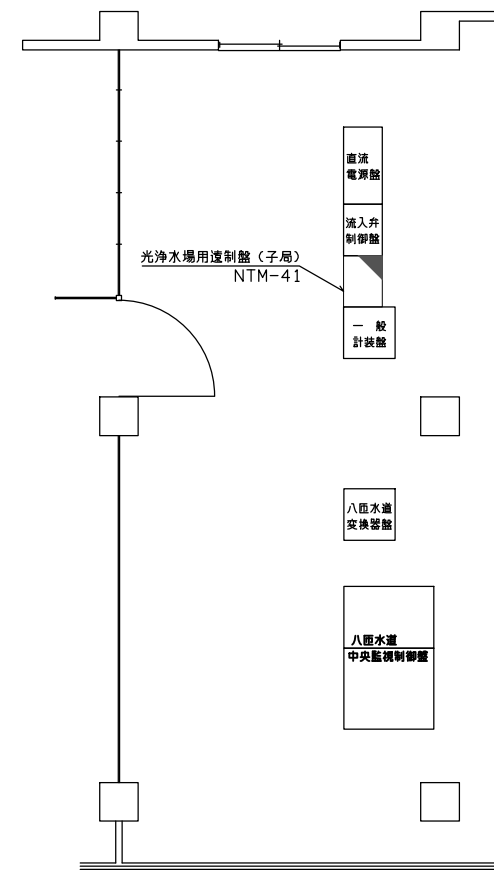 直流
電源盤
流入弁
制御盤
光浄水場用遠制盤（子局）
NTM-41
一　般
計装盤
八匝水道
変換器盤
八匝水道
中央監視制御盤